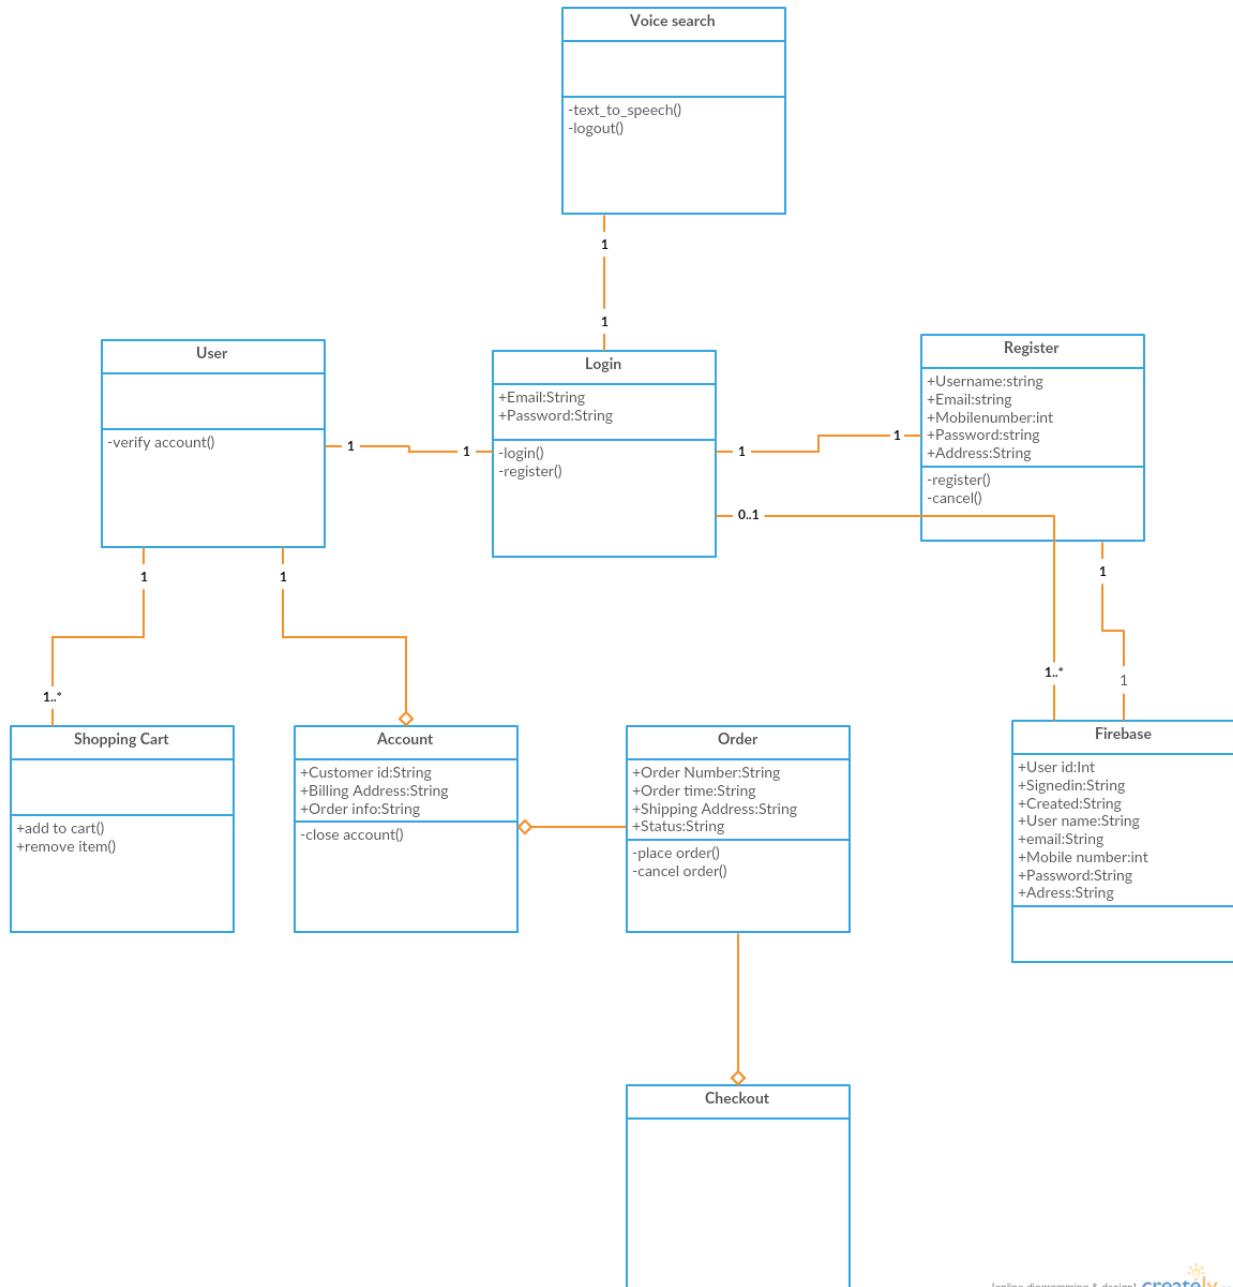 Voice search
-text_to_speech()
-logout()
1
1
User
-verify account()
1
1
Login
+Email:String
+Password:String
-login()
-register()
1
1
0..1
Register
+Username:string
+Email:string
+Mobilenumber:int
+Password:string
+Address:String
-register()
-cancel()
1
1
1
1..*
1..*
1
Shopping Cart
+add to cart()
+remove item()
Account
+Customer id:String
+Billing Address:String
+Order info:String
-close account()
Order
+Order Number:String
+Order time:String
+Shipping Address:String
+Status:String
-place order()
-cancel order()
Firebase
+User id:Int
+Signedin:String
+Created:String
+User name:String
+email:String
+Mobile number:int
+Password:String
+Adress:String
Checkout
[online diagramming & design] creately